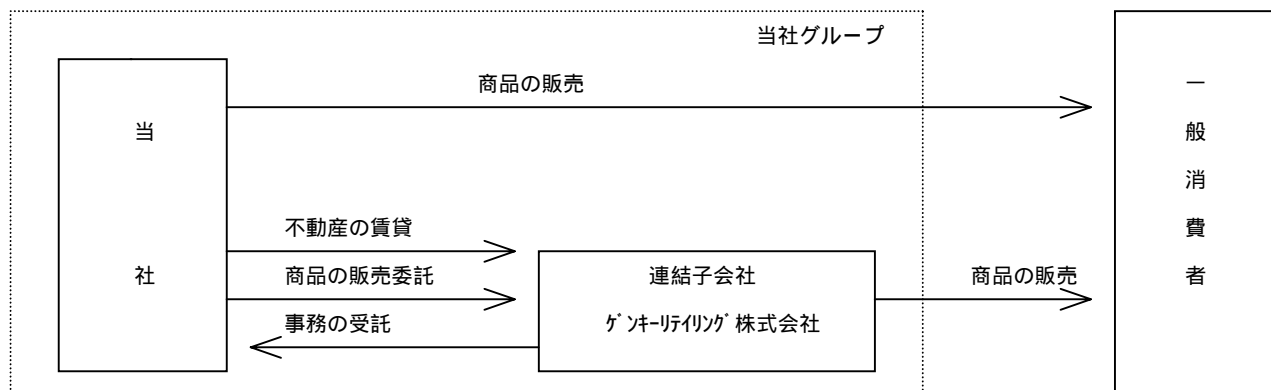 当社グループ
商品の販売
当社
一般消費者
不動産の賃貸
商品の販売委託
事務の受託
連結子会社
ｹﾞﾝｷｰﾘﾃｲﾘﾝｸﾞ株式会社
商品の販売